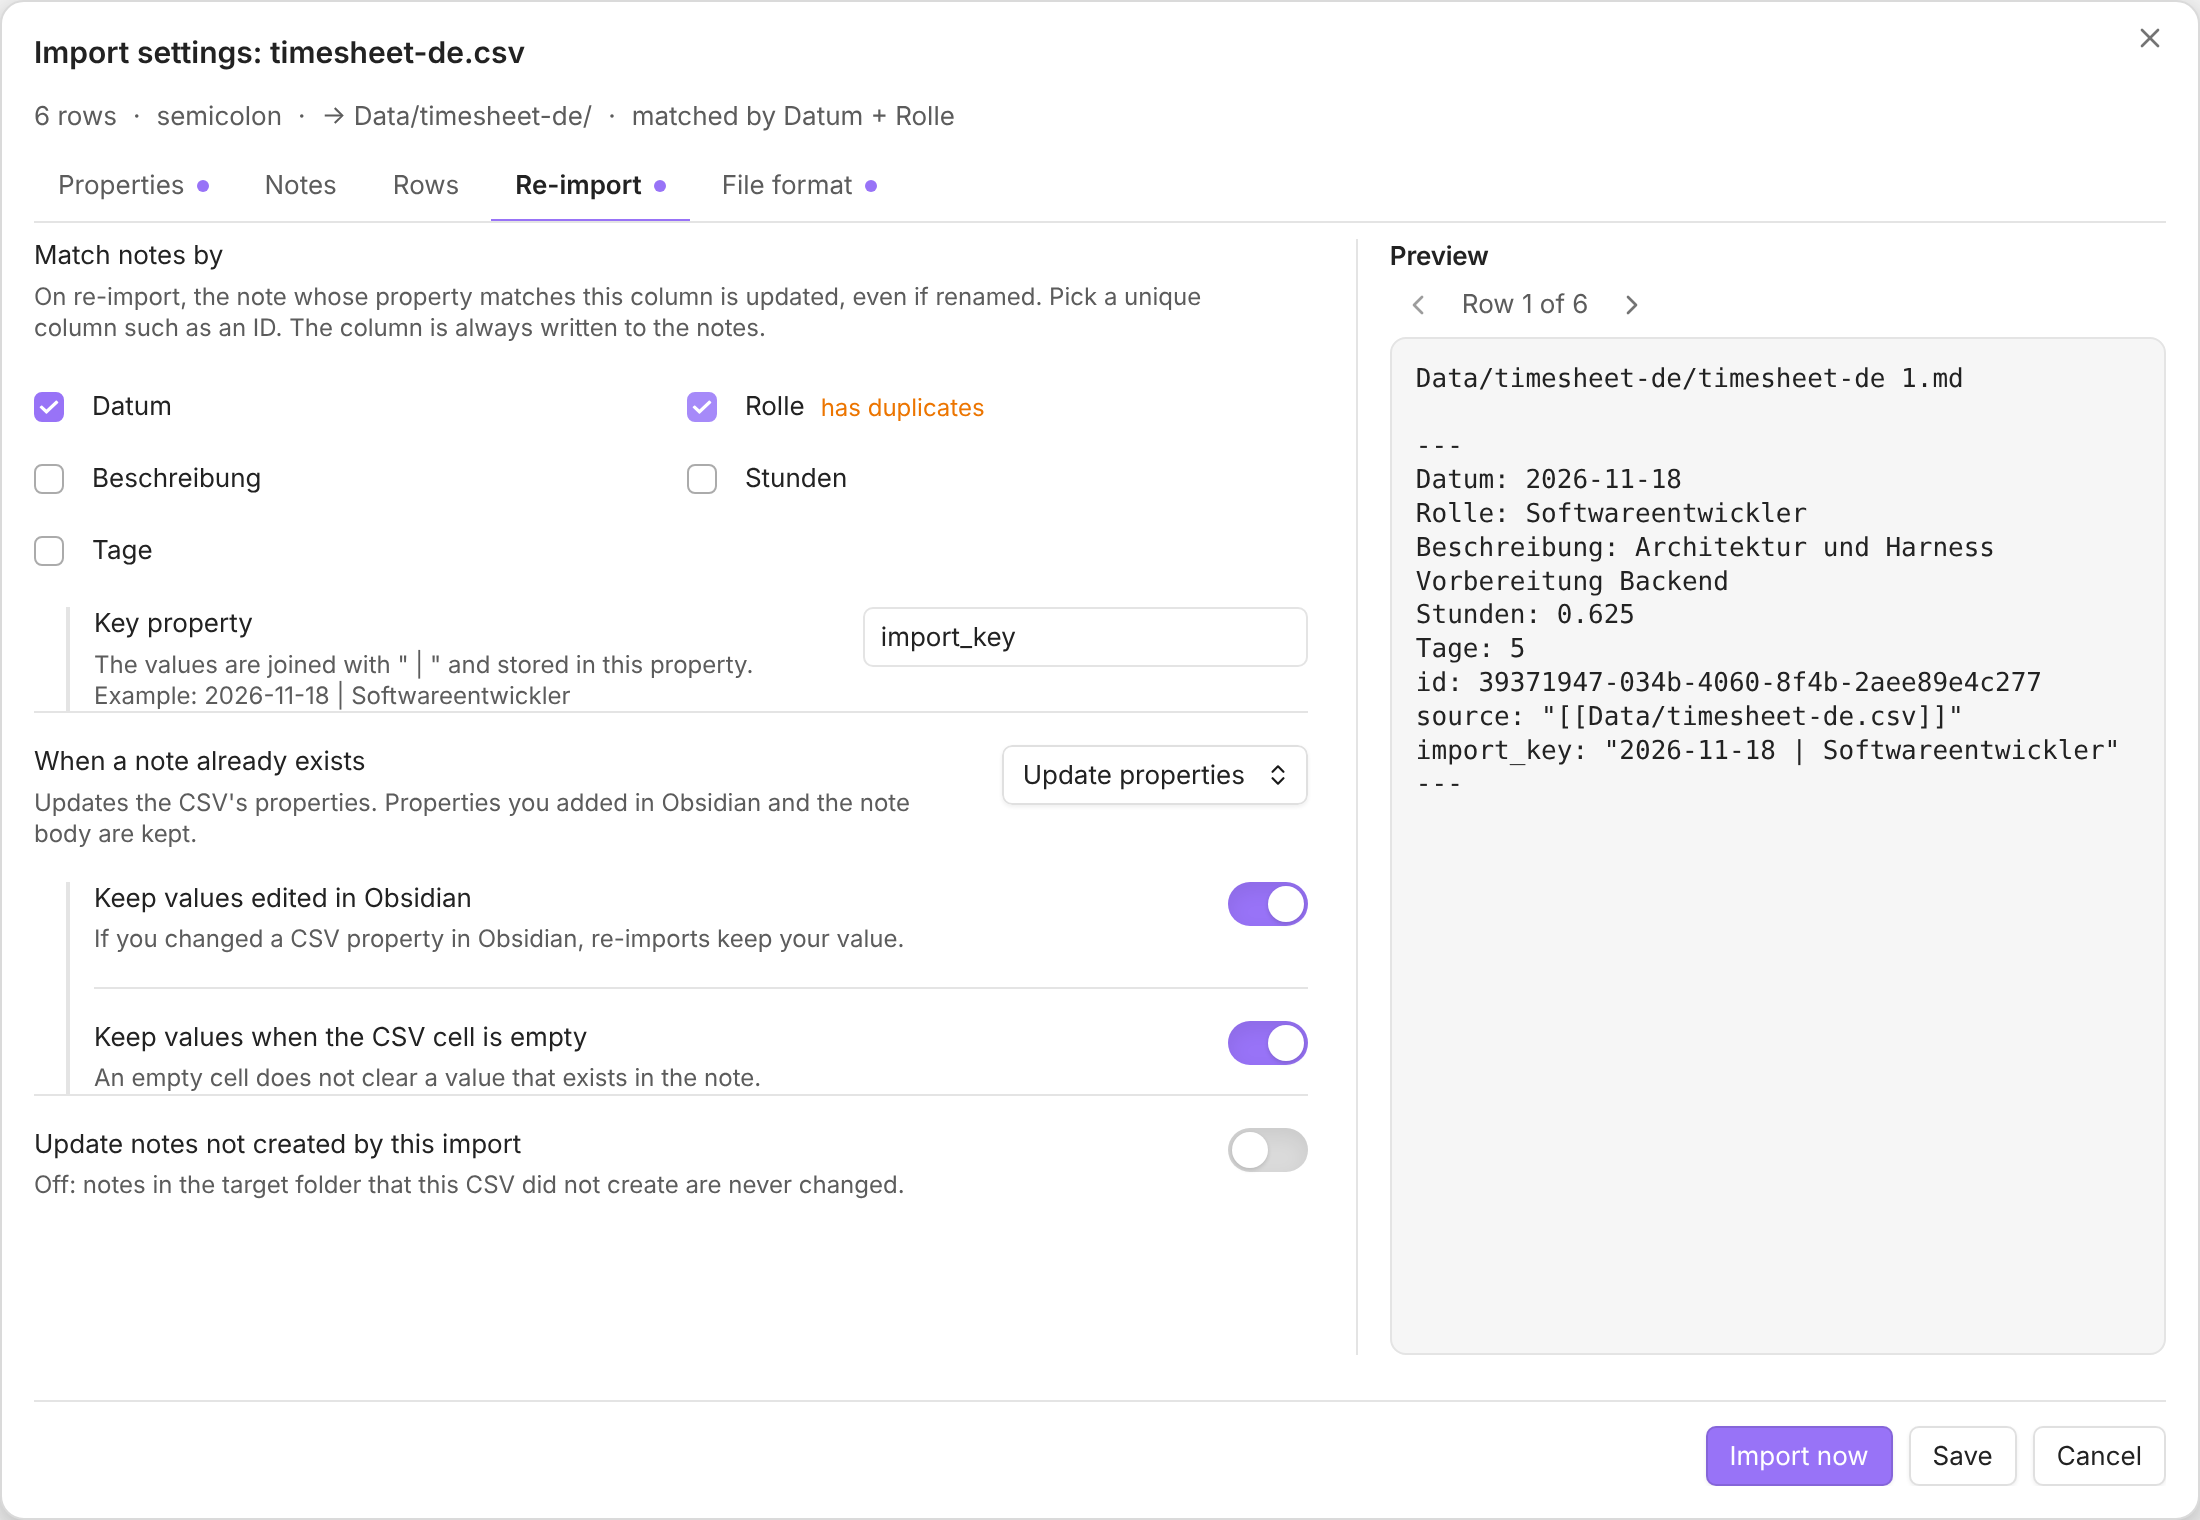 Import settings: timesheet-de.csv
6 rows · semicolon · → Data/timesheet-de/ · matched by Datum + Rolle
Properties Notes Rows Re-import File format
Match notes by
On re-import, the note whose property matches this column is updated, even if renamed. Pick a unique
column such as an ID. The column is always written to the notes.
Datum
Rolle has duplicates
Beschreibung
Stunden
Tage
Key property
import_key
The values are joined with " | " and stored in this property.
Example: 2026-11-18 | Softwareentwickler
When a note already exists
Update properties
Updates the CSV's properties. Properties you added in Obsidian and the note
body are kept.
Keep values edited in Obsidian
If you changed a CSV property in Obsidian, re-imports keep your value.
Keep values when the CSV cell is empty
An empty cell does not clear a value that exists in the note.
Update notes not created by this import
Off: notes in the target folder that this CSV did not create are never changed.
Preview
Row 1 of 6
Data/timesheet-de/timesheet-de 1.md
---
Datum: 2026-11-18
Rolle: Softwareentwickler
Beschreibung: Architektur und Harness
Vorbereitung Backend
Stunden: 0.625
Tage: 5
id: 39371947-034b-4060-8f4b-2aee89e4c277
source: "[[Data/timesheet-de.csv]]"
import_key: "2026-11-18 | Softwareentwickler"
---
Import now Save Cancel